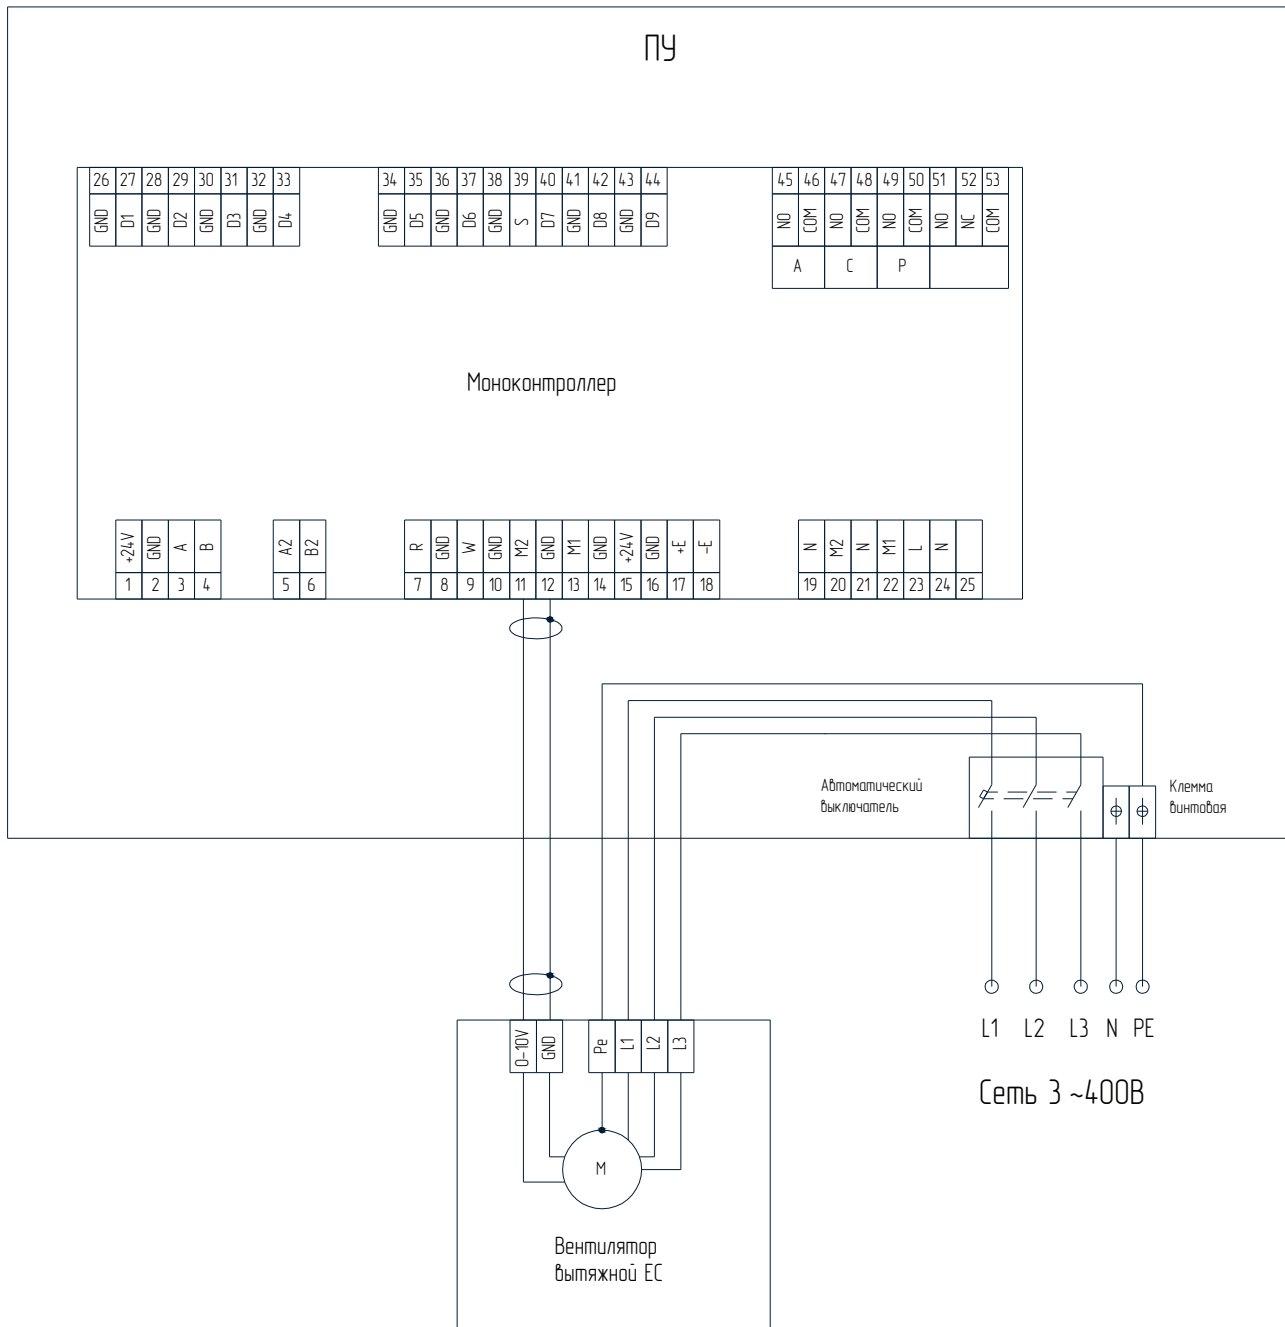 ПУ
26 27 28 29 30 31 32 33 34 35 36 37 38 39 40 41 42 43 44 45 46 47 48 49 50 51 52 53
GND D1 GND D2 GND D3 GND D4 GND D5 GND D6 GND S D7 GND D8 GND D9 NO COM NO COM NO COM NO NC COM
A C P
Моноконтроллер
+24V GND A B A2 B2 R GND W GND M2 GND M1 GND +24V GND +E -E N M2 N M1 L N
1 2 3 4 5 6 7 8 9 10 11 12 13 14 15 16 17 18 19 20 21 22 23 24 25
Автоматический
выключатель
Клемма
винтовая
L1 L2 L3 N PE
Сеть 3 ~400В
0-10V GND Pe L1 L2 L3
М
Вентилятор
вытяжной ЕС